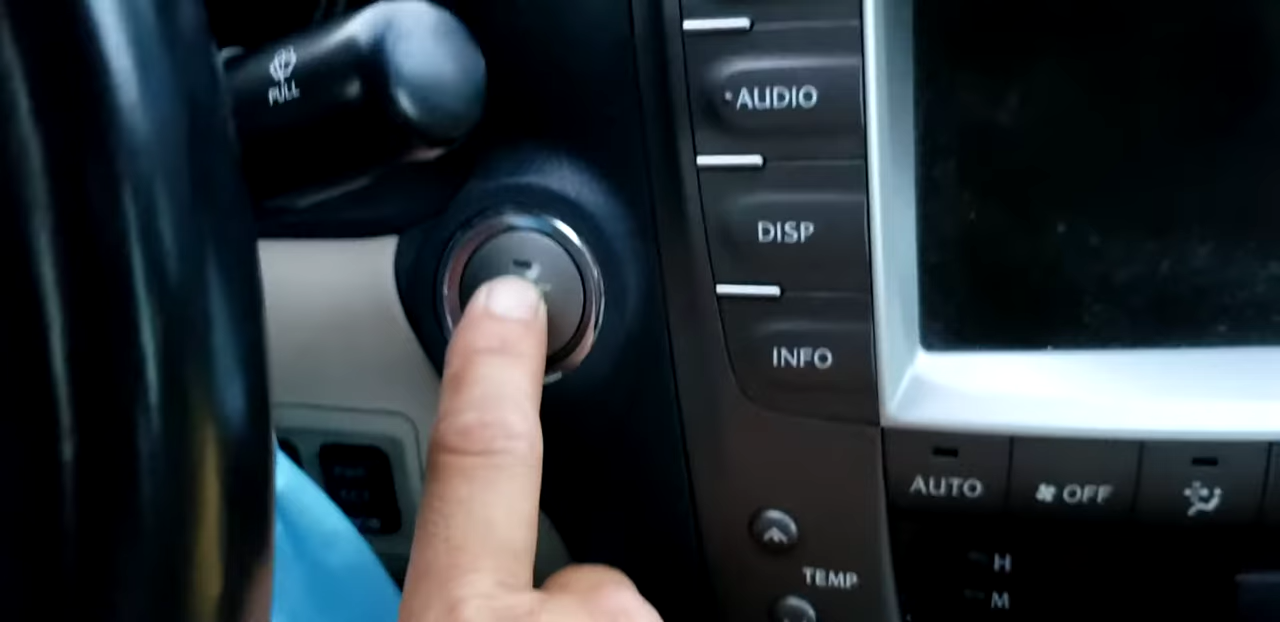 PULL
AUDIO
DISP
INFO
AUTO
OFF
TEMP
H
M